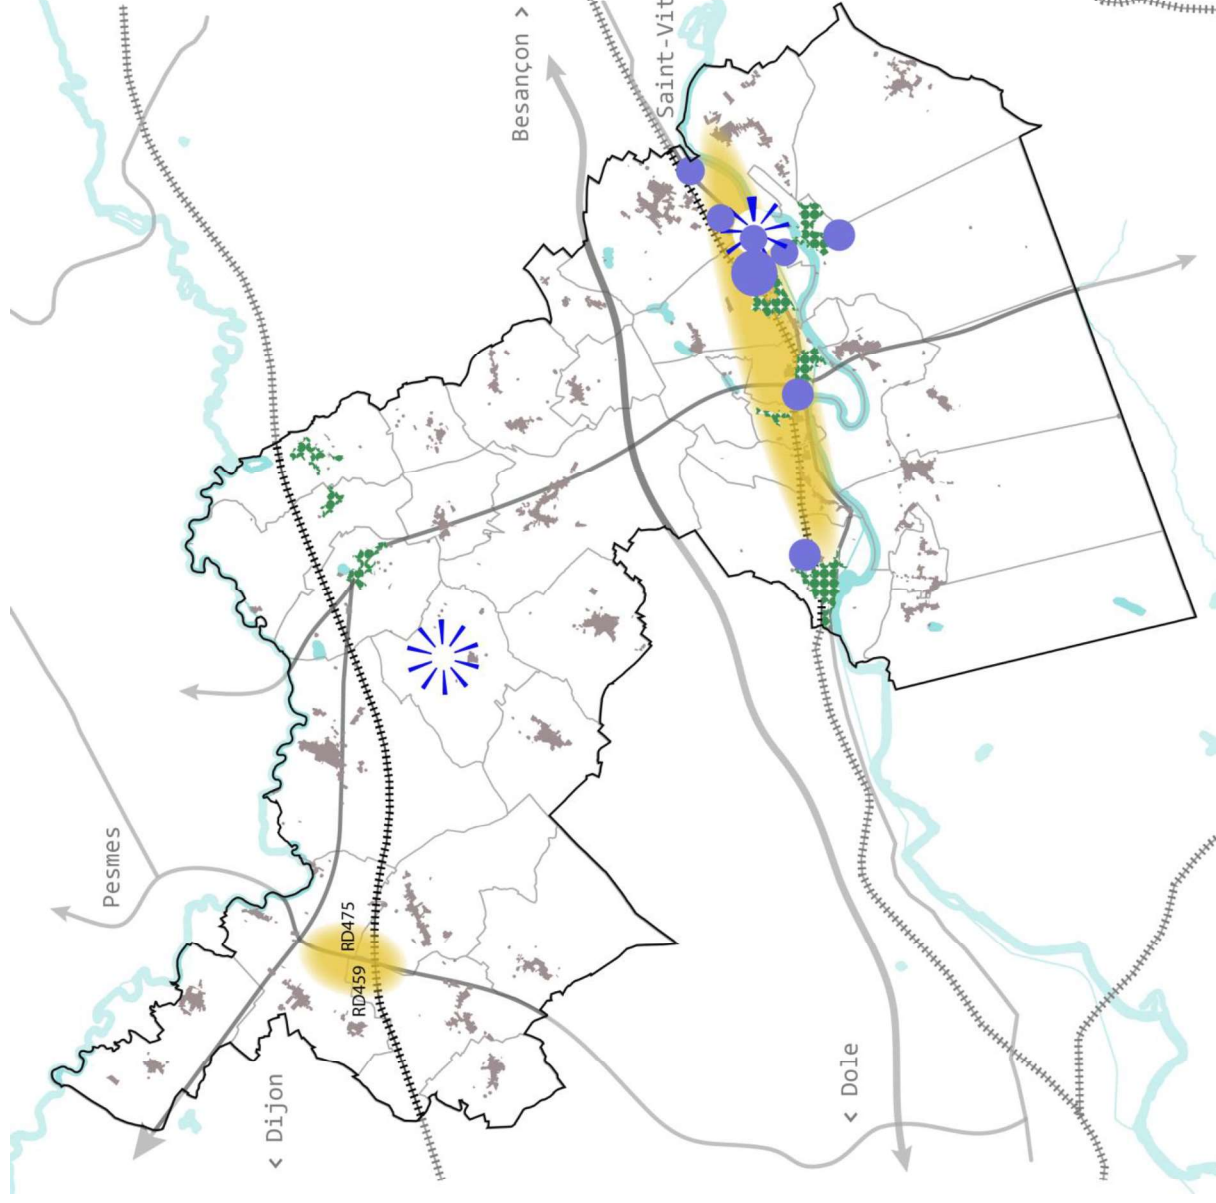 Besançon >
Saint-Vit
Pesmes
RD475
RD459
< Dijon
< Dole